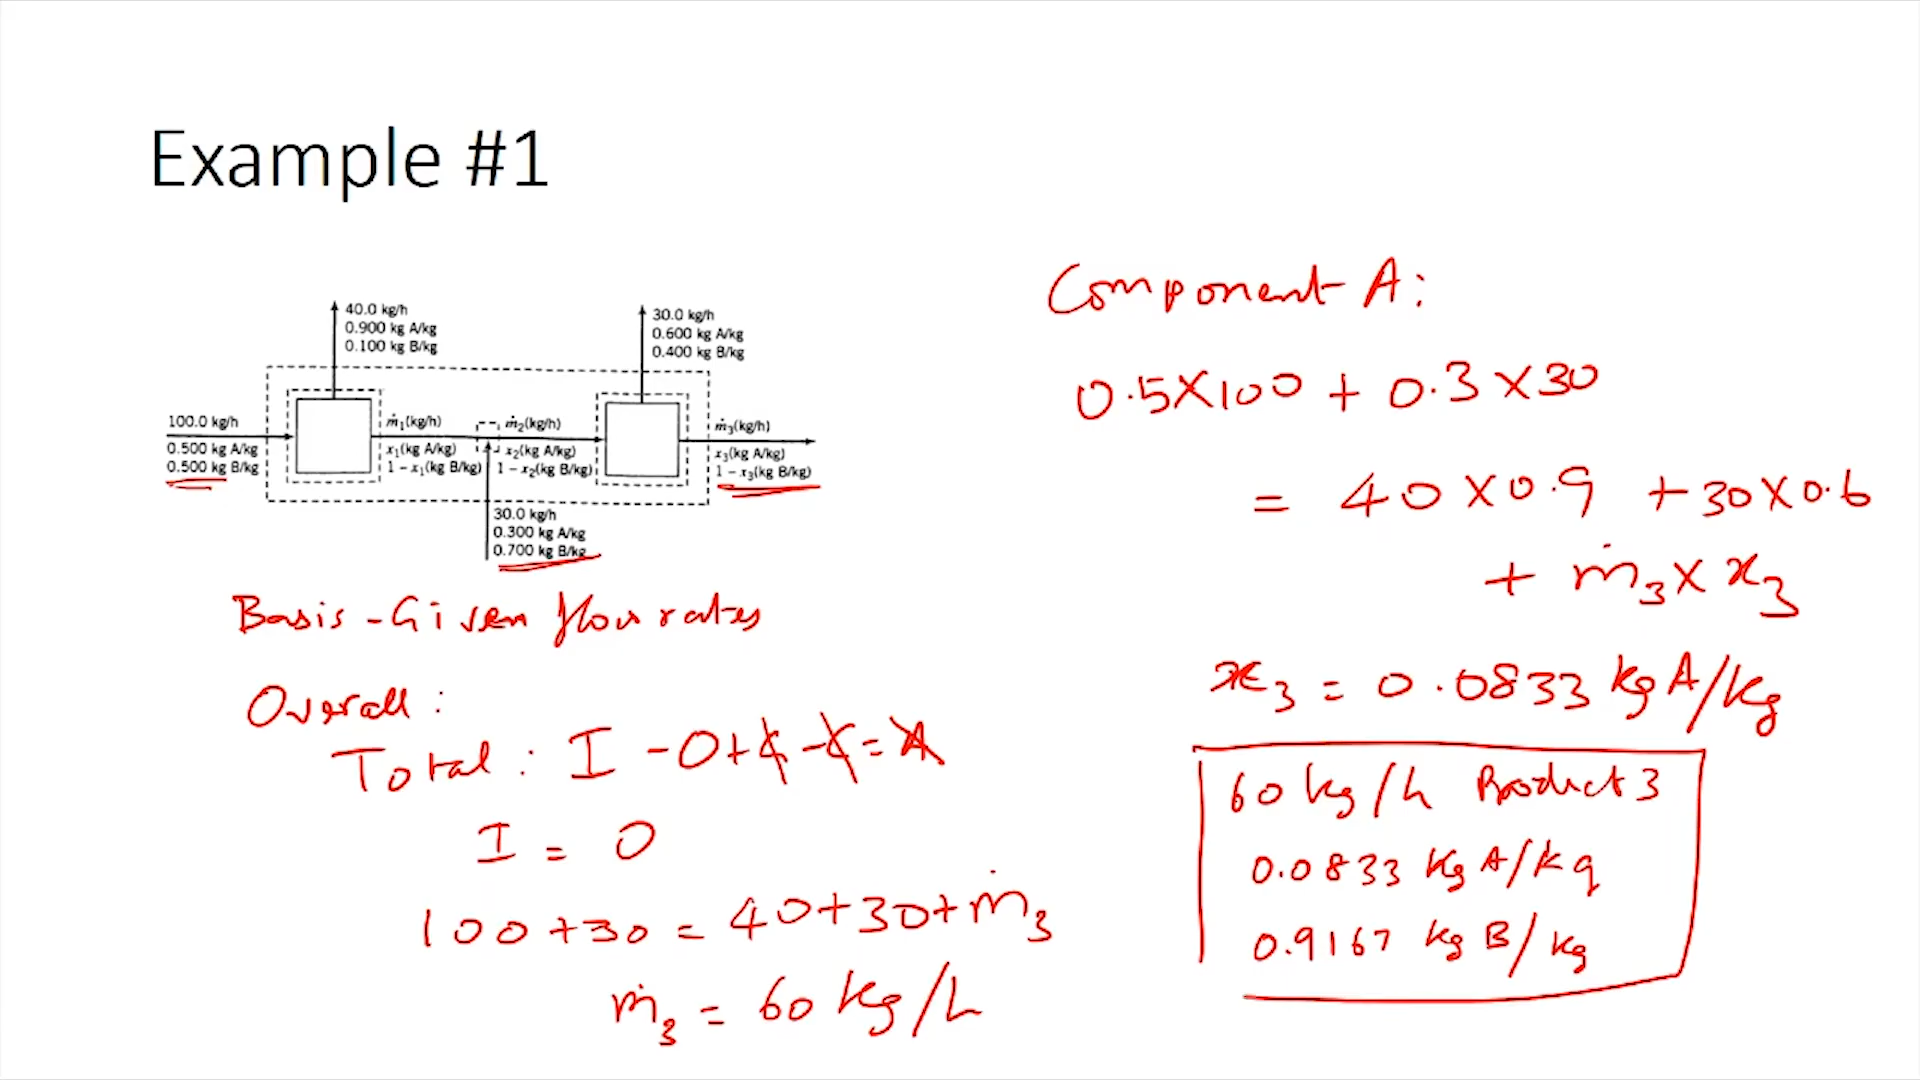 Example #1
40.0 kg/h
0.900 kg A/kg
0.100 kg B/kg
30.0 kg/h
0.600 kg A/kg
0.400 kg B/kg
100.0 kg/h
0.500 kg A/kg
0.500 kg B/kg
ṁ₁(kg/h)
x₁(kg A/kg)
1 − x₁(kg B/kg)
ṁ₂(kg/h)
x₂(kg A/kg)
1 − x₂(kg B/kg)
ṁ₃(kg/h)
x₃(kg A/kg)
1 − x₃(kg B/kg)
30.0 kg/h
0.300 kg A/kg
0.700 kg B/kg
Basis - Given flow rates
Overall :
Total : I - O + G - C = A
I = O
100 + 30 = 40 + 30 + ṁ₃
ṁ₃ = 60 kg/h
Component A :
0.5 × 100 + 0.3 × 30
= 40 × 0.9 + 30 × 0.6
+ ṁ₃ × x₃
x₃ = 0.0833 kg A/kg
60 kg/h Product 3
0.0833 kg A/kg
0.9167 kg B/kg